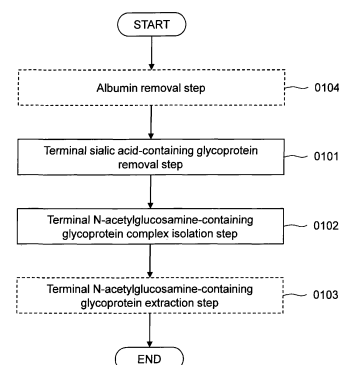 START
Albumin removal step
0104
Terminal sialic acid-containing glycoprotein
removal step
0101
Terminal N-acetylglucosamine-containing
glycoprotein complex isolation step
0102
Terminal N-acetylglucosamine-containing
glycoprotein extraction step
0103
END